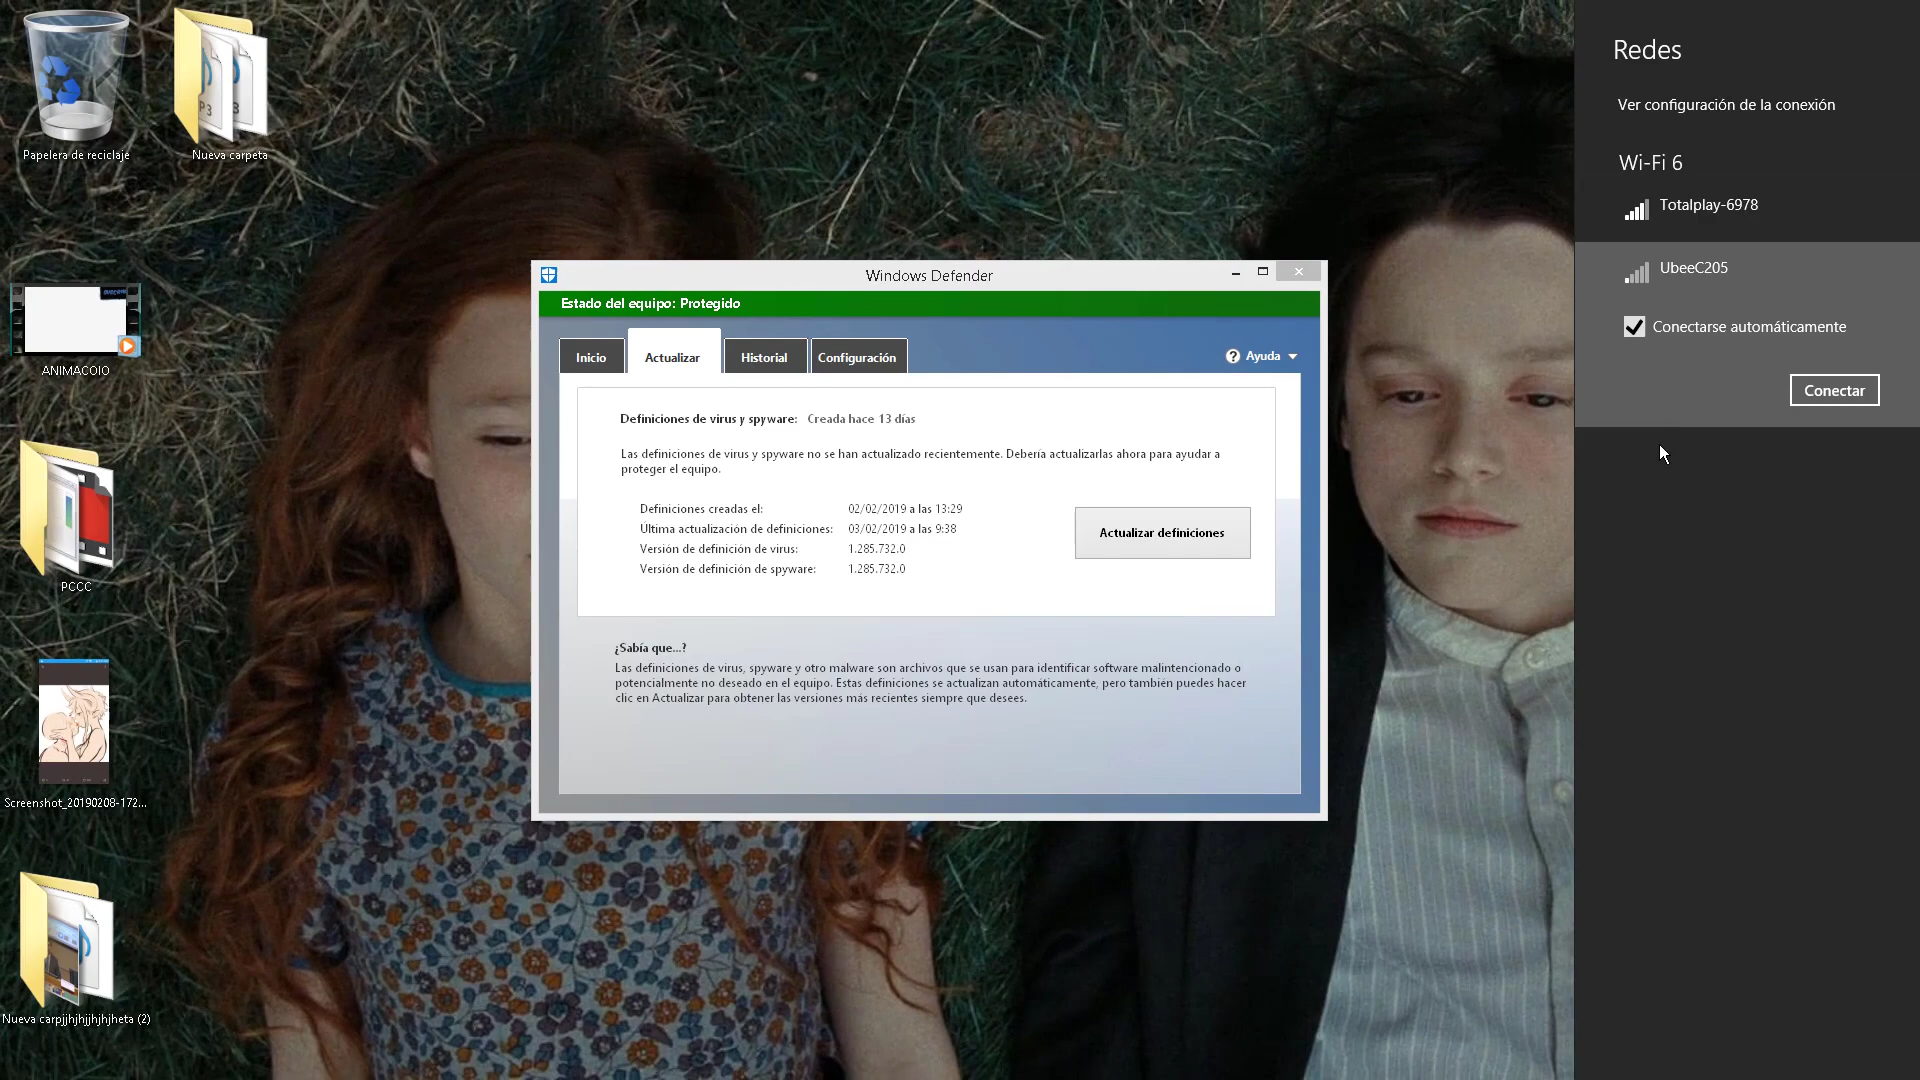 Papelera de reciclaje
Nueva carpeta
ANIMACOIO
PCCC
Screenshot_20190208-172...
Nueva carpjjhjhjjhjhjheta (2)
Windows Defender
Estado del equipo: Protegido
Inicio
Actualizar
Historial
Configuración
Ayuda
Definiciones de virus y spyware: Creada hace 13 días
Las definiciones de virus y spyware no se han actualizado recientemente. Debería actualizarlas ahora para ayudar a
proteger el equipo.
Definiciones creadas el: 02/02/2019 a las 13:29
Última actualización de definiciones: 03/02/2019 a las 9:38
Versión de definición de virus: 1.285.732.0
Versión de definición de spyware: 1.285.732.0
Actualizar definiciones
¿Sabía que...?
Las definiciones de virus, spyware y otro malware son archivos que se usan para identificar software malintencionado o
potencialmente no deseado en el equipo. Estas definiciones se actualizan automáticamente, pero también puedes hacer
clic en Actualizar para obtener las versiones más recientes siempre que desees.
Redes
Ver configuración de la conexión
Wi-Fi 6
Totalplay-6978
UbeeC205
Conectarse automáticamente
Conectar